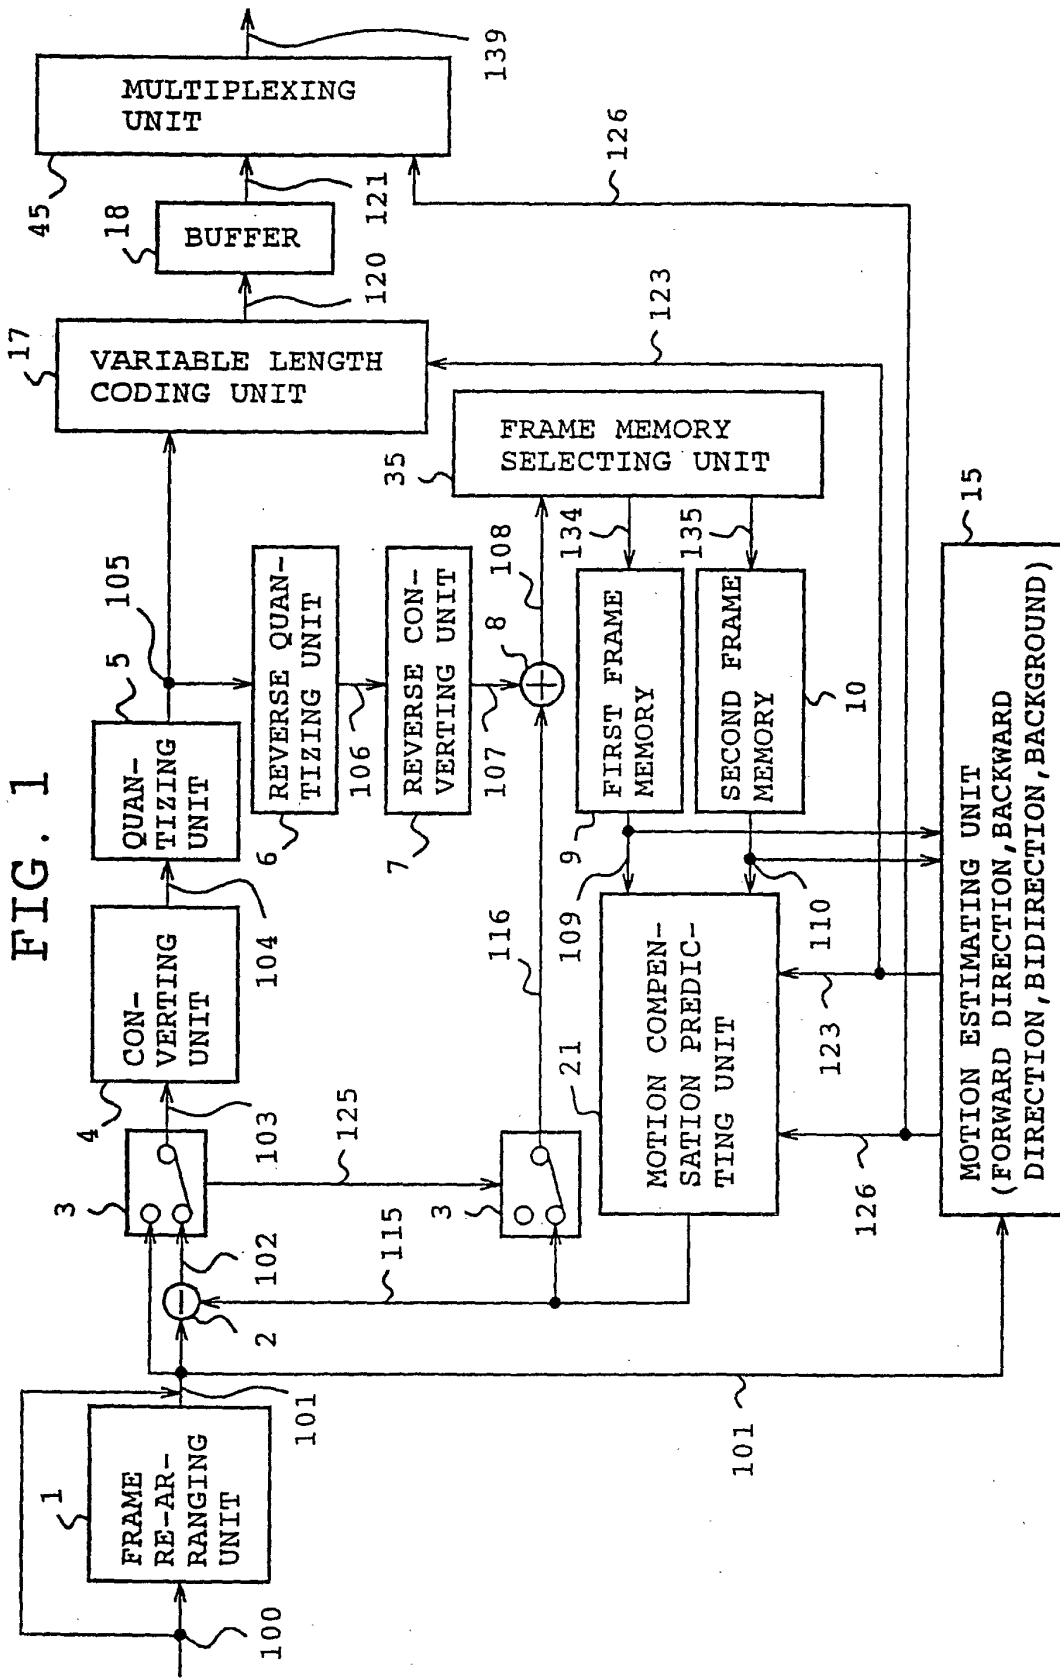 FIG. 1
100
1
FRAME
RE-AR-
RANGING
UNIT
101
2
102
3
103
4
CON-
VERTING
UNIT
104
5
QUAN-
TIZING
UNIT
105
17
VARIABLE LENGTH
CODING UNIT
120
18
BUFFER
121
45
MULTIPLEXING
UNIT
139
125
115
3
116
6
REVERSE QUAN-
TIZING UNIT
106
7
REVERSE CON-
VERTING UNIT
107
8
108
35
FRAME MEMORY
SELECTING UNIT
134
135
123
126
9
FIRST FRAME
MEMORY
109
SECOND FRAME
MEMORY
10
110
21
MOTION COMPEN-
SATION PREDIC-
TING UNIT
126
123
101
15
MOTION ESTIMATING UNIT
(FORWARD DIRECTION,BACKWARD
DIRECTION,BIDIRECTION,BACKGROUND)